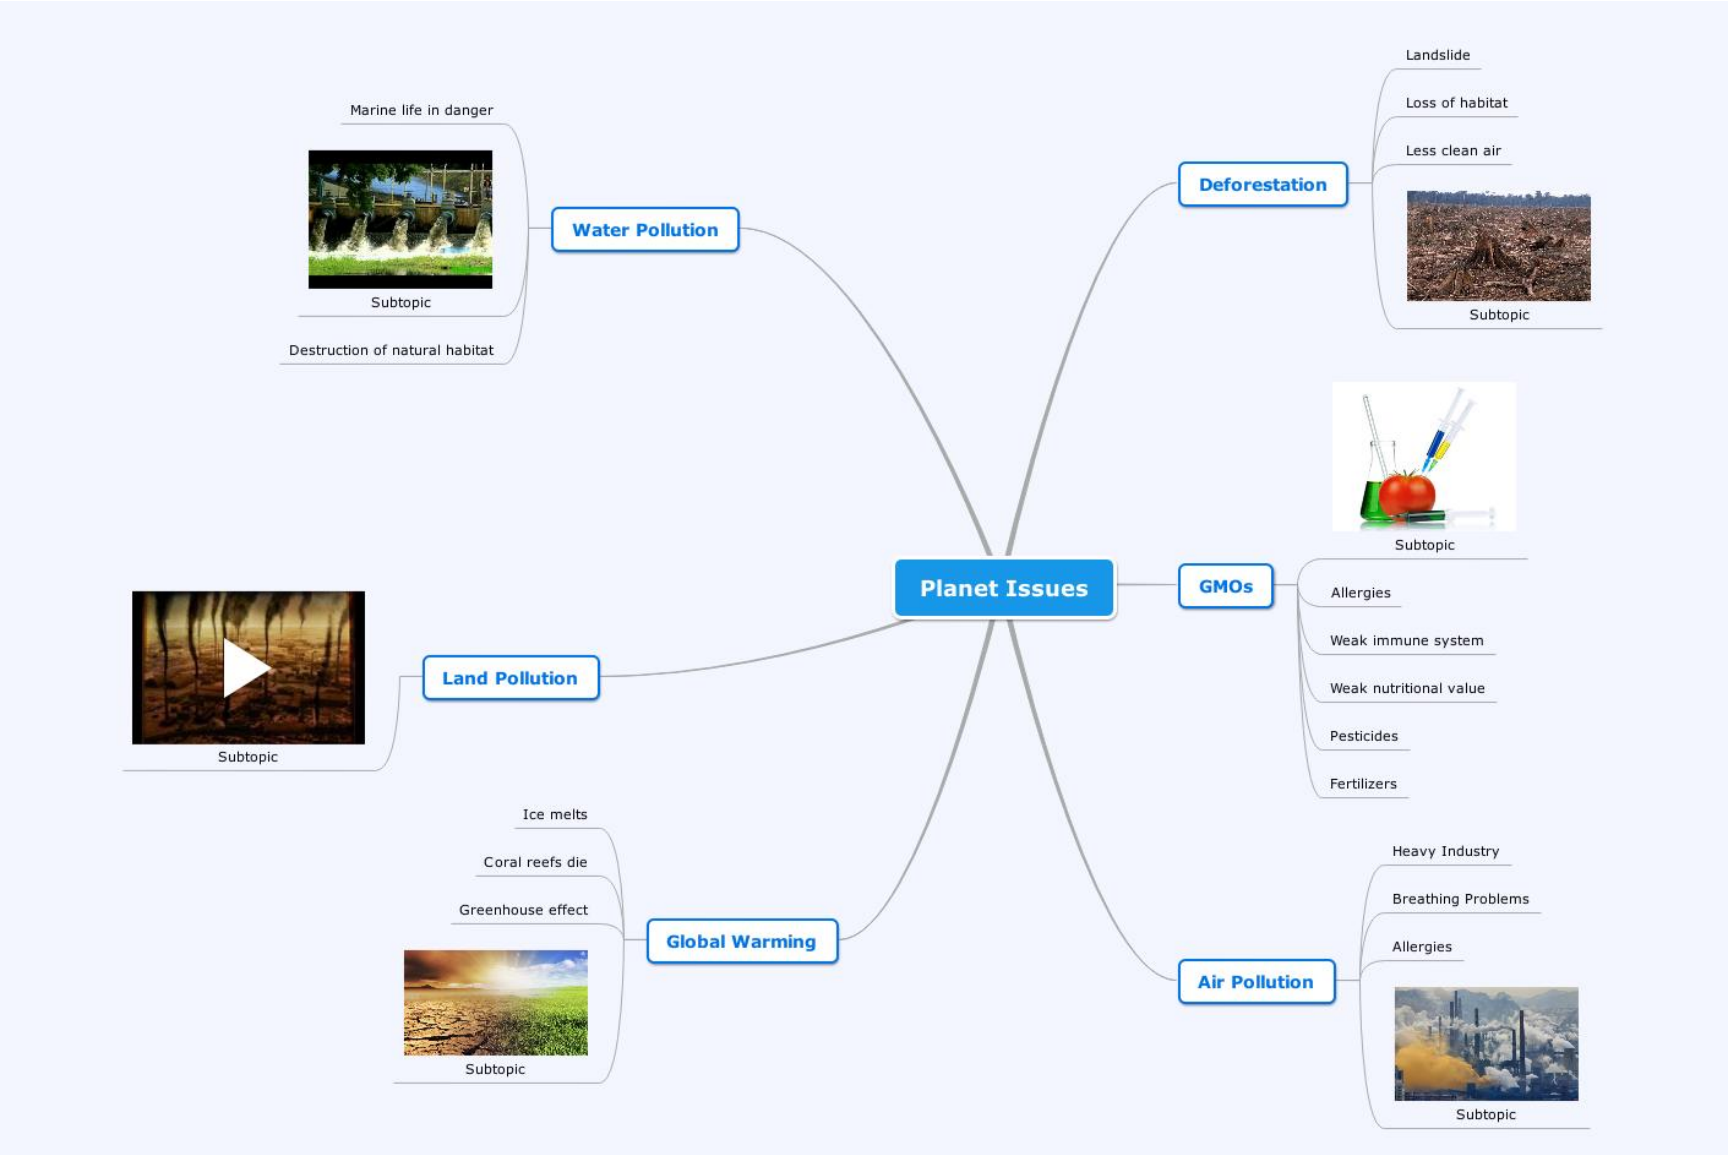 Planet Issues
Deforestation
Landslide
Loss of habitat
Less clean air
Subtopic
GMOs
Subtopic
Allergies
Weak immune system
Weak nutritional value
Pesticides
Fertilizers
Air Pollution
Heavy Industry
Breathing Problems
Allergies
Subtopic
Water Pollution
Marine life in danger
Subtopic
Destruction of natural habitat
Land Pollution
Subtopic
Global Warming
Ice melts
Coral reefs die
Greenhouse effect
Subtopic